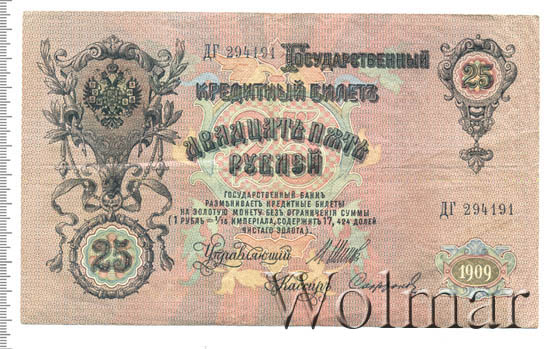 ДГ 294191 Государственный
25
Кредитный Билетъ
Двадцать пять
Рублей
Государственный Банкъ
размѣниваетъ кредитные билеты
на золотую монету безъ ограниченія суммы
(1 рубль = 1/15 имперіала, содержитъ 17,424 долей
чистаго золота).
ДГ 294191
25
Управляющій
Кассиръ
1909
Wolmar